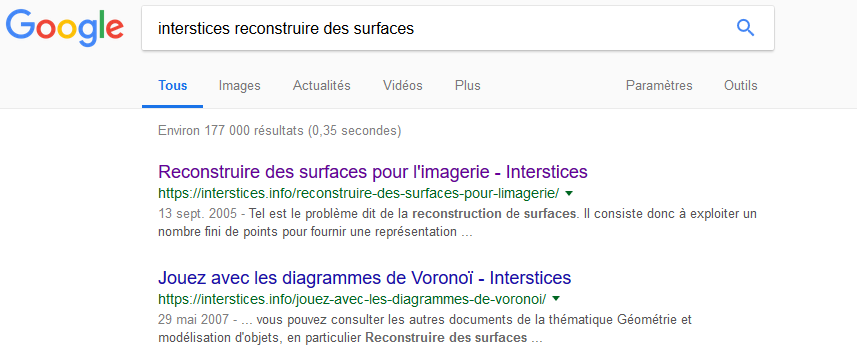 Google
interstices reconstruire des surfaces
Tous Images Actualités Vidéos Plus Paramètres Outils
Environ 177 000 résultats (0,35 secondes)
Reconstruire des surfaces pour l'imagerie - Interstices
https://interstices.info/reconstruire-des-surfaces-pour-limagerie/
13 sept. 2005 - Tel est le problème dit de la reconstruction de surfaces. Il consiste donc à exploiter un
nombre fini de points pour fournir une représentation ...
Jouez avec les diagrammes de Voronoï - Interstices
https://interstices.info/jouez-avec-les-diagrammes-de-voronoi/
29 mai 2007 - ... vous pouvez consulter les autres documents de la thématique Géométrie et
modélisation d'objets, en particulier Reconstruire des surfaces ...